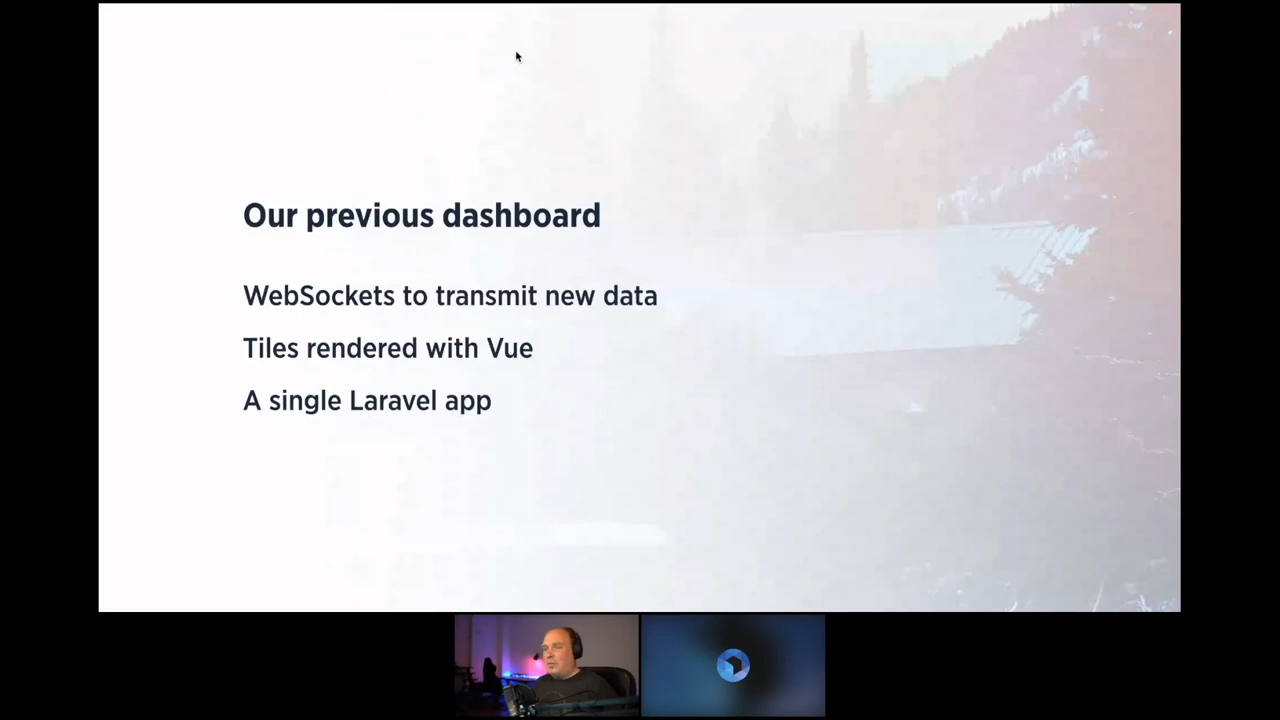 Our previous dashboard
WebSockets to transmit new data
Tiles rendered with Vue
A single Laravel app